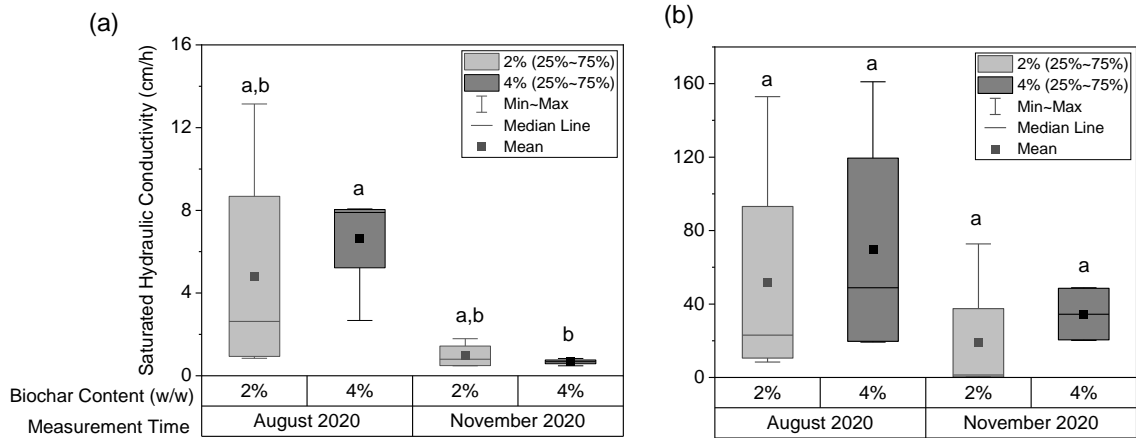 (a)
Saturated Hydraulic Conductivity (cm/h)
16
12
8
4
0
2% (25%~75%)
4% (25%~75%)
Min~Max
Median Line
Mean
a,b
a
a,b
b
Biochar Content (w/w)
2%
4%
2%
4%
Measurement Time
August 2020
November 2020
(b)
160
120
80
40
0
2% (25%~75%)
4% (25%~75%)
Min~Max
Median Line
Mean
a
a
a
a
2%
4%
2%
4%
August 2020
November 2020